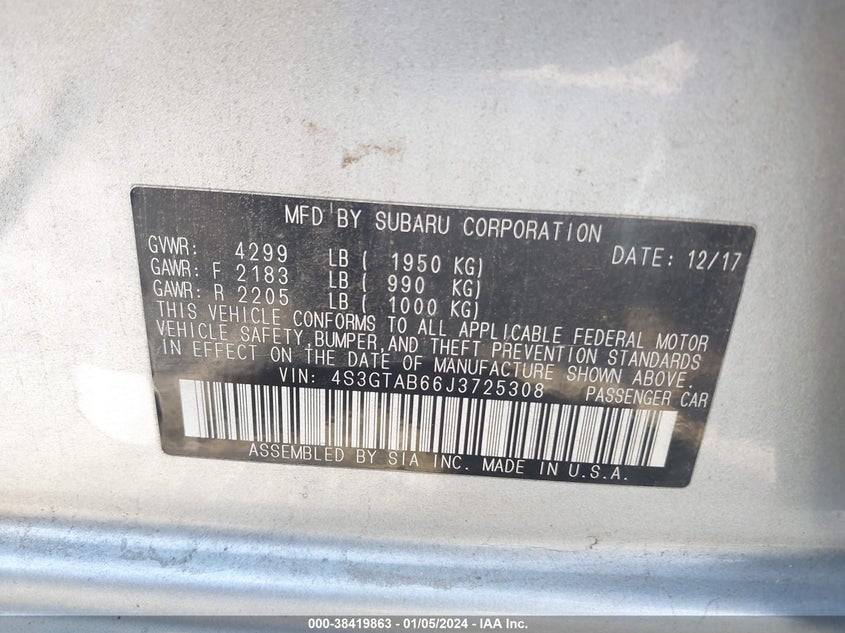 MFD BY SUBARU CORPORATION
GVWR: 4299 LB ( 1950 KG) DATE: 12/17
GAWR: F 2183 LB ( 990 KG)
GAWR: R 2205 LB ( 1000 KG)
THIS VEHICLE CONFORMS TO ALL APPLICABLE FEDERAL MOTOR
VEHICLE SAFETY, BUMPER, AND THEFT PREVENTION STANDARDS
IN EFFECT ON THE DATE OF MANUFACTURE SHOWN ABOVE.
VIN: 4S3GTAB66J3725308 PASSENGER CAR
ASSEMBLED BY SIA INC. MADE IN U.S.A.
000-38419863 - 01/05/2024 - IAA Inc.